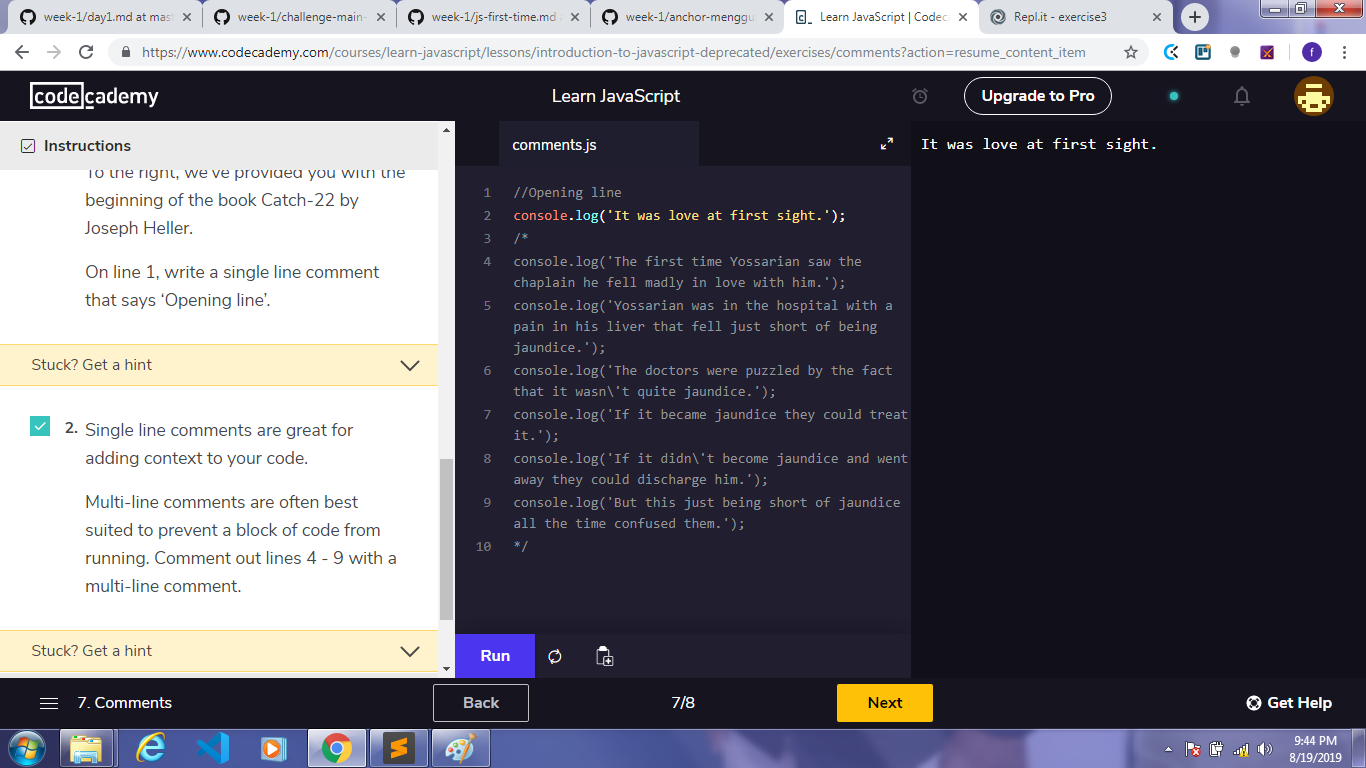 week-1/day1.md at mast
week-1/challenge-main-
week-1/js-first-time.md
week-1/anchor-menggu
Learn JavaScript | Codec
Repl.it - exercise3
https://www.codecademy.com/courses/learn-javascript/lessons/introduction-to-javascript-deprecated/exercises/comments?action=resume_content_item
f
codecademy
Learn JavaScript
Upgrade to Pro
Instructions
To the right, we've provided you with the
beginning of the book Catch-22 by
Joseph Heller.
On line 1, write a single line comment
that says ‘Opening line’.
Stuck? Get a hint
2. Single line comments are great for
adding context to your code.
Multi-line comments are often best
suited to prevent a block of code from
running. Comment out lines 4 - 9 with a
multi-line comment.
Stuck? Get a hint
comments.js
1 //Opening line
2 console.log('It was love at first sight.');
3 /*
4 console.log('The first time Yossarian saw the
chaplain he fell madly in love with him.');
5 console.log('Yossarian was in the hospital with a
pain in his liver that fell just short of being
jaundice.');
6 console.log('The doctors were puzzled by the fact
that it wasn\'t quite jaundice.');
7 console.log('If it became jaundice they could treat
it.');
8 console.log('If it didn\'t become jaundice and went
away they could discharge him.');
9 console.log('But this just being short of jaundice
all the time confused them.');
10 */
Run
It was love at first sight.
7. Comments
Back
7/8
Next
Get Help
9:44 PM
8/19/2019